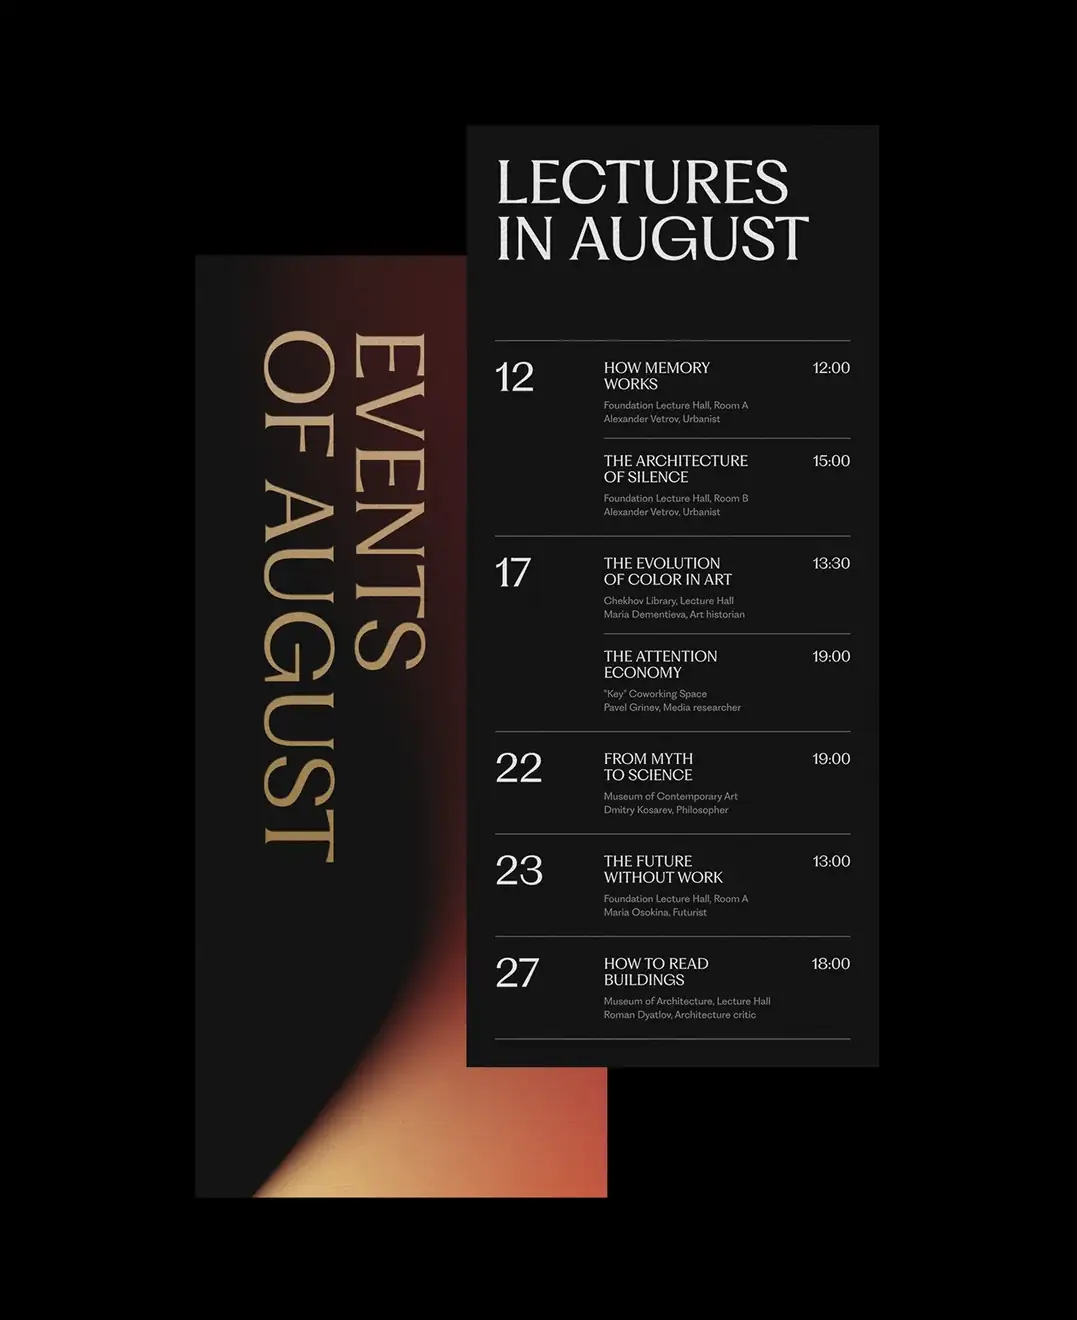 EVENTS
OF AUGUST
LECTURES
IN AUGUST
12
HOW MEMORY
WORKS
12:00
Foundation Lecture Hall, Room A
Alexander Vetrov, Urbanist
THE ARCHITECTURE
OF SILENCE
15:00
Foundation Lecture Hall, Room B
Alexander Vetrov, Urbanist
17
THE EVOLUTION
OF COLOR IN ART
13:30
Chekhov Library, Lecture Hall
Maria Dementieva, Art historian
THE ATTENTION
ECONOMY
19:00
"Key" Coworking Space
Pavel Grinev, Media researcher
22
FROM MYTH
TO SCIENCE
19:00
Museum of Contemporary Art
Dmitry Kosarev, Philosopher
23
THE FUTURE
WITHOUT WORK
13:00
Foundation Lecture Hall, Room A
Maria Osokina, Futurist
27
HOW TO READ
BUILDINGS
18:00
Museum of Architecture, Lecture Hall
Roman Dyatlov, Architecture critic